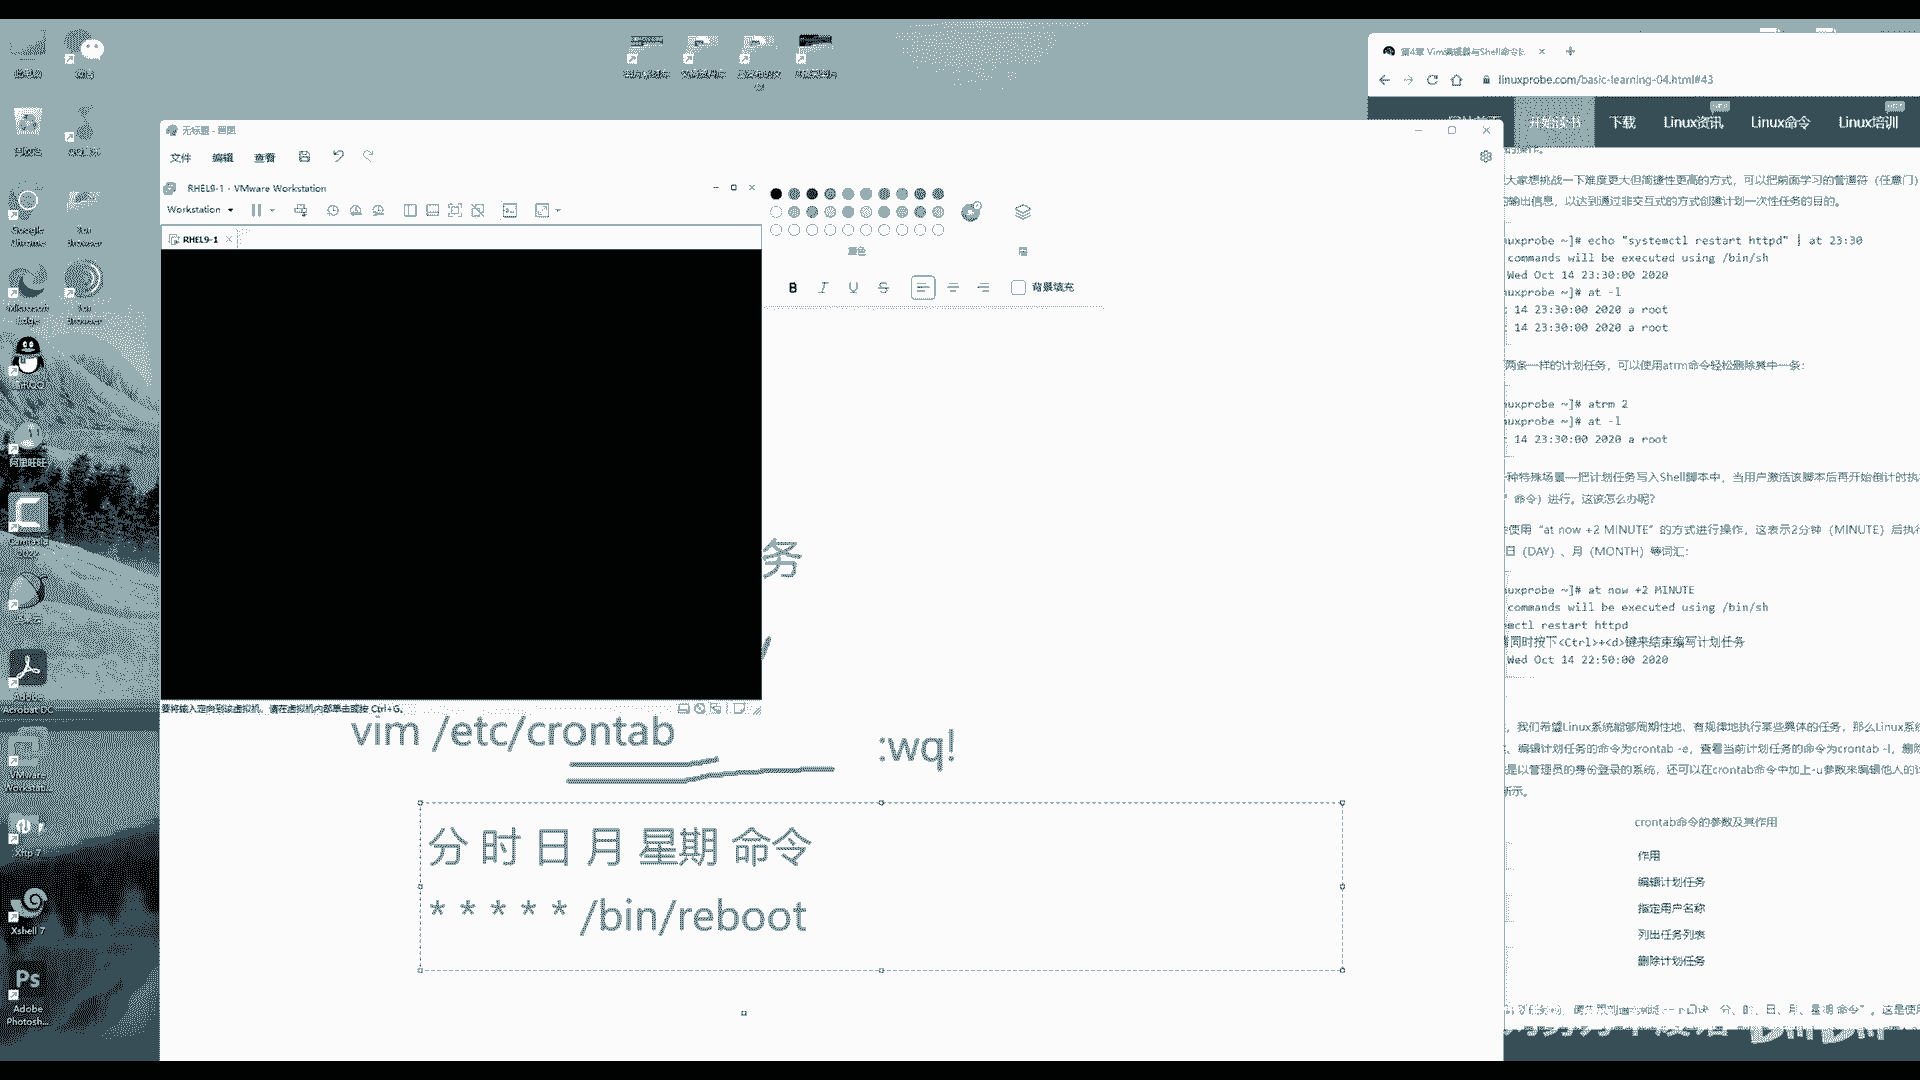 Google
Chrome
Tor
Browser
Microsoft
Edge
Tor
Browser
阿里旺旺
Camtasia
2022
Adobe
Acrobat DC
VMware
Workstati...
Xftp 7
Xshell 7
Adobe
Photosh...
无标题 - 画图
文件 编辑 查看
RHEL9-1 - VMware Workstation
Workstation
RHEL9-1
要将输入定向到该虚拟机，请在虚拟机内部单击或按 Ctrl+G。
颜色
B I U S 背景填充
务
vim /etc/crontab
:wq!
分 时 日 月 星期 命令
* * * * * /bin/reboot
第4章 Vim编辑器与Shell命令
linuxprobe.com/basic-learning-04.html#43
开始读书 下载 Linux资讯 Linux命令 Linux培训
的操作。
大家想挑战一下难度更大但简捷性更高的方式，可以把前面学习的管道符（任意门）
输出信息，以达到通过非交互式的方式创建计划一次性任务的目的。
uxprobe ~]# echo "systemctl restart httpd" | at 23:30
commands will be executed using /bin/sh
Wed Oct 14 23:30:00 2020
uxprobe ~]# at -l
14 23:30:00 2020 a root
14 23:30:00 2020 a root
两条一样的计划任务，可以使用atrm命令轻松删除其中一条：
uxprobe ~]# atrm 2
uxprobe ~]# at -l
14 23:30:00 2020 a root
种特殊场景—把计划任务写入Shell脚本中，当用户激活该脚本后再开始倒计时执
”命令）进行。这该怎么办呢？
使用“at now +2 MINUTE”的方式进行操作，这表示2分钟（MINUTE）后执行
日（DAY）、月（MONTH）等词汇：
uxprobe ~]# at now +2 MINUTE
commands will be executed using /bin/sh
mctl restart httpd
同时按下<Ctrl>+<d>键来结束编写计划任务
Wed Oct 14 22:50:00 2020
，我们希望Linux系统能够周期性地、有规律地执行某些具体的任务，那么Linux系统
、编辑计划任务的命令为crontab -e，查看当前计划任务的命令为crontab -l，删除
是以管理员的身份登录的系统，还可以在crontab命令中加上-u参数来编辑他人的计
所示。
crontab命令的参数及其作用
作用
编辑计划任务
指定用户名称
列出任务列表
删除计划任务
分、时、日、月、星期 命令”。这是使用